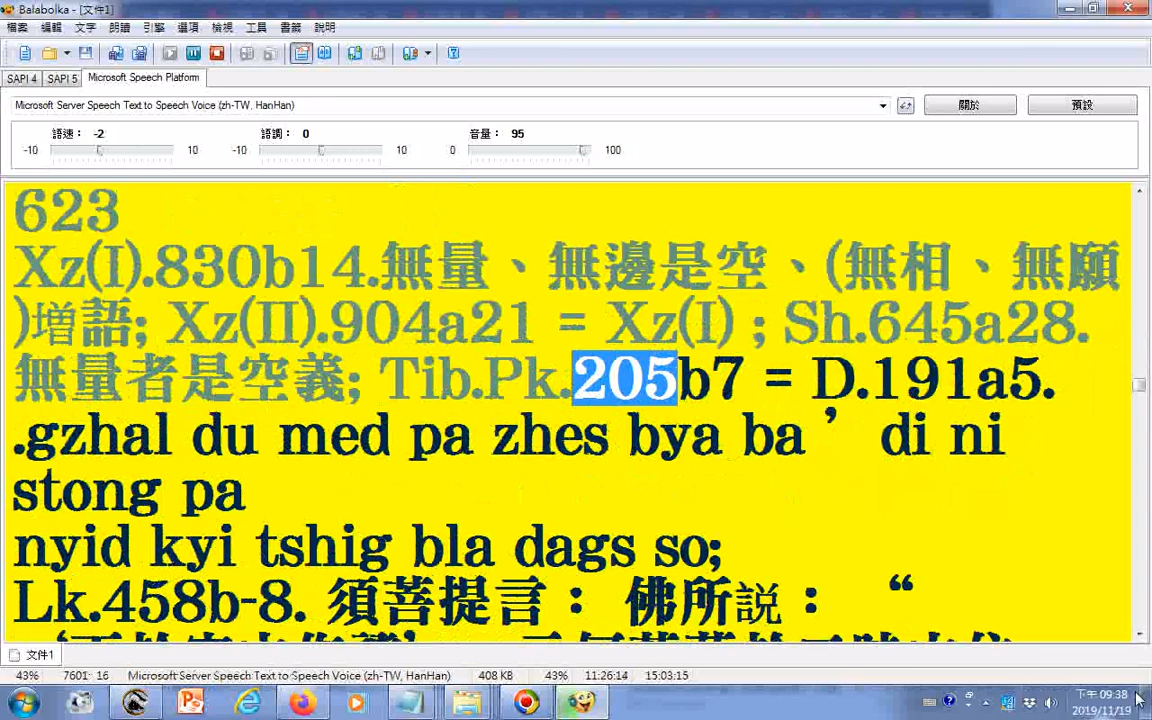 Balabolka - [文件1]
檔案 編輯 文字 朗讀 引擎 選項 檢視 工具 書籤 說明
SAPI 4 SAPI 5 Microsoft Speech Platform
Microsoft Server Speech Text to Speech Voice (zh-TW, HanHan) 關於 預設
語速： -2 語調： 0 音量： 95
-10 10 -10 10 0 100
623
Xz(I).830b14.無量、無邊是空、(無相、無願
)增語; Xz(II).904a21 = Xz(I) ; Sh.645a28.
無量者是空義; Tib.Pk.205b7 = D.191a5.
.gzhal du med pa zhes bya ba ’ di ni
stong pa
nyid kyi tshig bla dags so;
Lk.458b-8. 須菩提言： 佛所説： “
文件1
43% 7601: 16 Microsoft Server Speech Text to Speech Voice (zh-TW, HanHan) 408 KB 43% 11:26:14 15:03:15
下午 09:38
2019/11/19